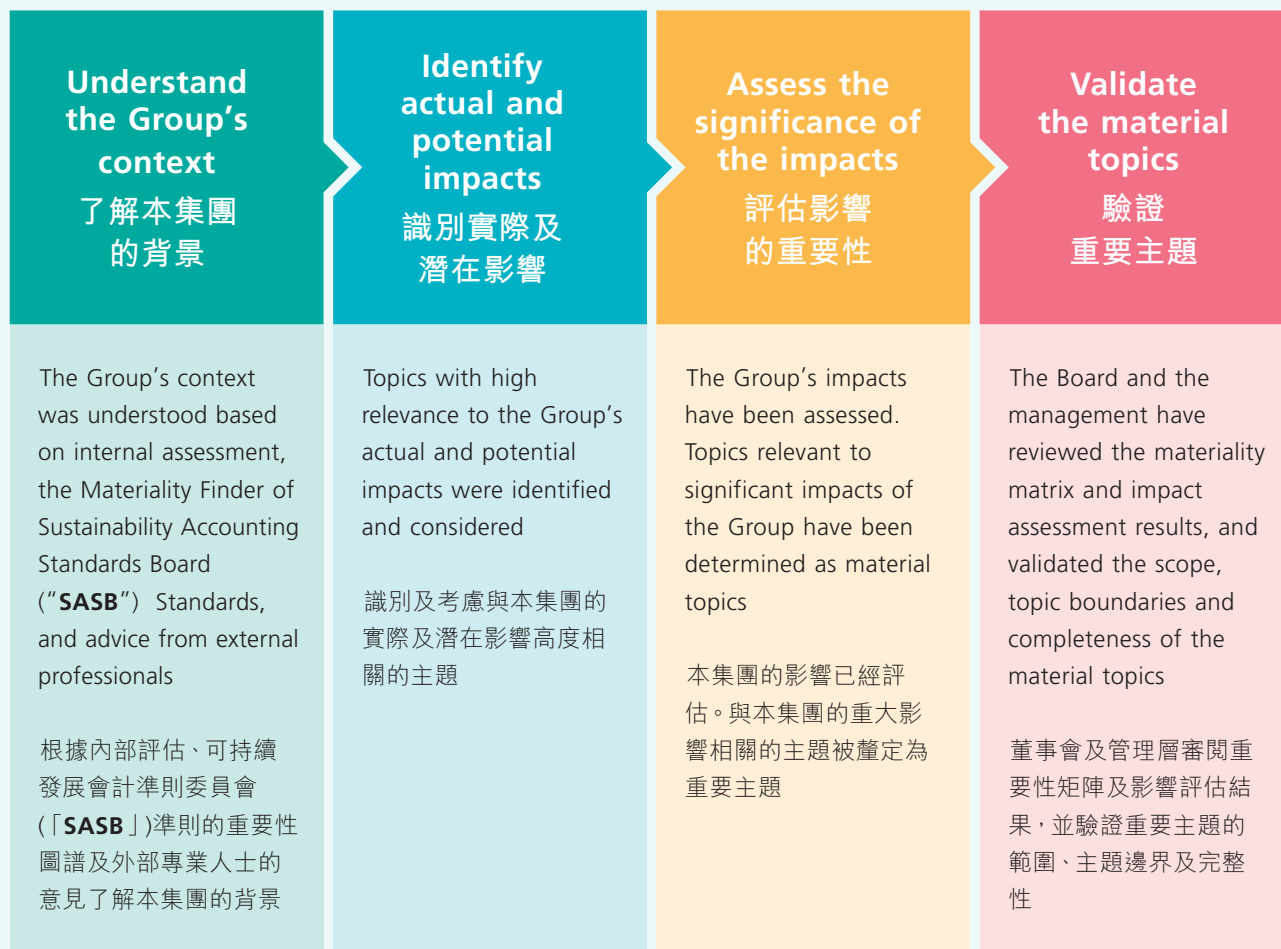 Understand
the Group's
context
了解本集團
的背景
Identify
actual and
potential
impacts
識別實際及
潛在影響
Assess the
significance of
the impacts
評估影響
的重要性
Validate
the material
topics
驗證
重要主題
The Group's context
was understood based
on internal assessment,
the Materiality Finder of
Sustainability Accounting
Standards Board
("SASB") Standards,
and advice from external
professionals
根據內部評估、可持續
發展會計準則委員會
(「SASB」)準則的重要性
圖譜及外部專業人士的
意見了解本集團的背景
Topics with high
relevance to the Group's
actual and potential
impacts were identified
and considered
識別及考慮與本集團的
實際及潛在影響高度相
關的主題
The Group's impacts
have been assessed.
Topics relevant to
significant impacts of
the Group have been
determined as material
topics
本集團的影響已經評
估。與本集團的重大影
響相關的主題被釐定為
重要主題
The Board and the
management have
reviewed the materiality
matrix and impact
assessment results, and
validated the scope,
topic boundaries and
completeness of the
material topics
董事會及管理層審閱重
要性矩陣及影響評估結
果，並驗證重要主題的
範圍、主題邊界及完整
性